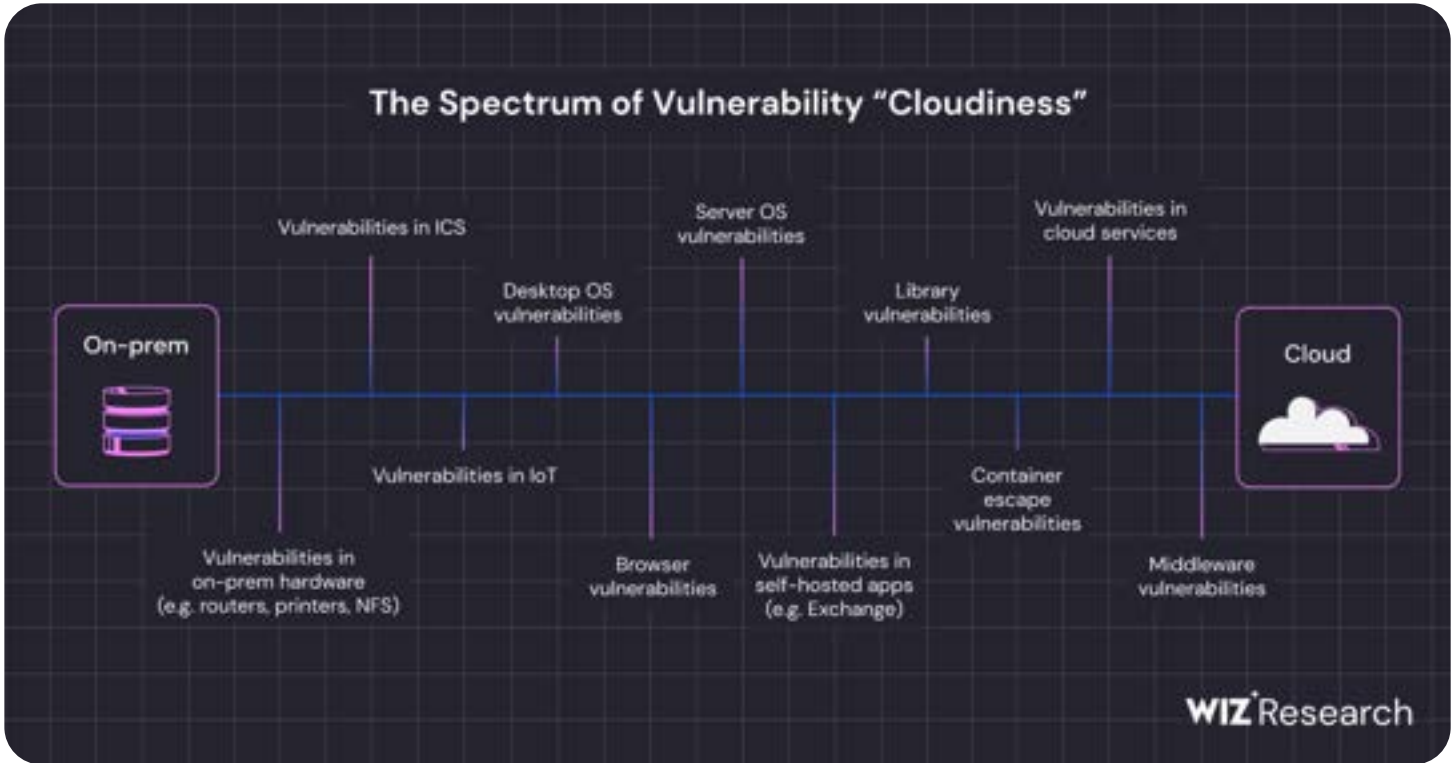 The Spectrum of Vulnerability “Cloudiness”
Vulnerabilities in ICS
Server OS
vulnerabilities
Vulnerabilities in
cloud services
Desktop OS
vulnerabilities
Library
vulnerabilities
On-prem
Cloud
Vulnerabilities in IoT
Container
escape
vulnerabilities
Vulnerabilities in
on-prem hardware
(e.g. routers, printers, NFS)
Browser
vulnerabilities
Vulnerabilities in
self-hosted apps
(e.g. Exchange)
Middleware
vulnerabilities
WIZ Research